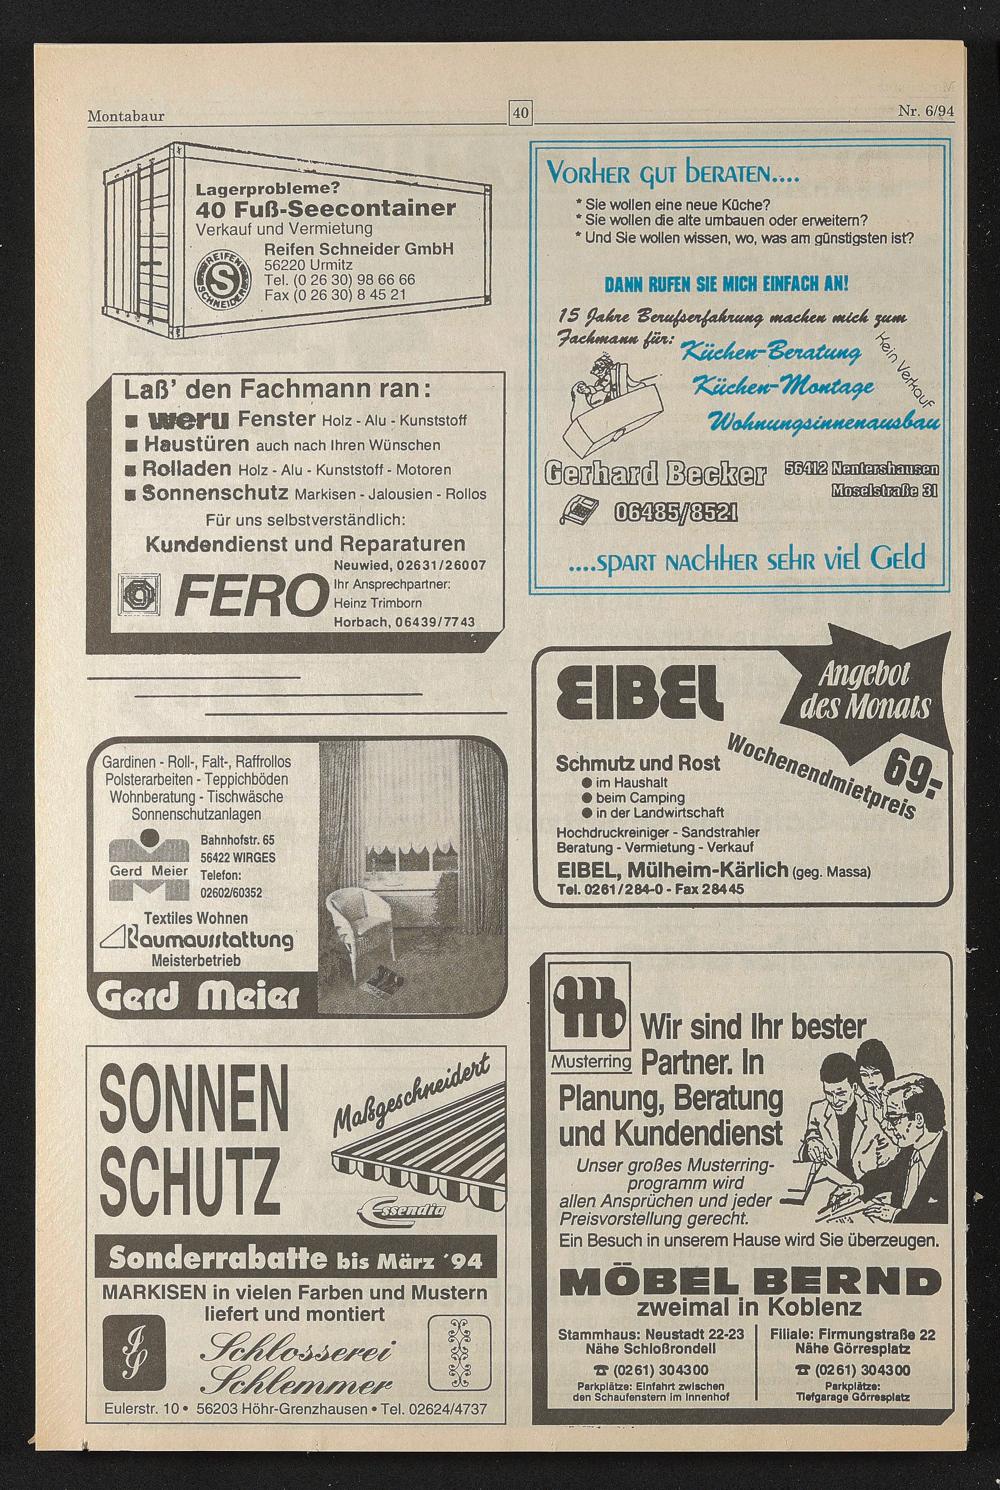 Montabaur
40
Nr. 6/94
Lagerprobleme?
40 Fuß-Seecontainer
Verkauf und Vermietung
Reifen Schneider GmbH
56220 Urmitz
Tel. (0 26 30) 98 66 66
Fax (0 26 30) 8 45 21
REIFEN
S
SCHNEIDER
Laß' den Fachmann ran:
weru Fenster Holz - Alu - Kunststoff
Haustüren auch nach Ihren Wünschen
Rolladen Holz - Alu - Kunststoff - Motoren
Sonnenschutz Markisen - Jalousien - Rollos
Für uns selbstverständlich:
Kundendienst und Reparaturen
FERO
Neuwied, 02631/26007
Ihr Ansprechpartner:
Heinz Trimborn
Horbach, 06439/7743
Gardinen - Roll-, Falt-, Raffrollos
Polsterarbeiten - Teppichböden
Wohnberatung - Tischwäsche
Sonnenschutzanlagen
Gerd Meier
Bahnhofstr. 65
56422 WIRGES
Telefon:
02602/60352
Textiles Wohnen
Raumausstattung
Meisterbetrieb
Gerd Meier
SONNEN
SCHUTZ
Maßgeschneidert
Essendia
Sonderrabatte bis März ´94
MARKISEN in vielen Farben und Mustern
liefert und montiert
Schlosserei
Schlemmer
Eulerstr. 10 • 56203 Höhr-Grenzhausen • Tel. 02624/4737
Vorher gut beraten....
* Sie wollen eine neue Küche?
* Sie wollen die alte umbauen oder erweitern?
* Und Sie wollen wissen, wo, was am günstigsten ist?
DANN RUFEN SIE MICH EINFACH AN!
15 Jahre Berufserfahrung machen mich zum
Fachmann für:
Küchen-Beratung
Küchen-Montage
Wohnungsinnenausbau
Kein Verkauf
Gerhard Becker
56412 Nentershausen
Moselstraße 31
06485/8521
....spart nachher sehr viel Geld
EIBEL
Angebot
des Monats
Wochenendmietpreis
69.-
Schmutz und Rost
● im Haushalt
● beim Camping
● in der Landwirtschaft
Hochdruckreiniger - Sandstrahler
Beratung - Vermietung - Verkauf
EIBEL, Mülheim-Kärlich (geg. Massa)
Tel. 0261/284-0 - Fax 28445
Musterring
Wir sind Ihr bester
Partner. In
Planung, Beratung
und Kundendienst
Unser großes Musterring-
programm wird
allen Ansprüchen und jeder
Preisvorstellung gerecht.
Ein Besuch in unserem Hause wird Sie überzeugen.
MÖBEL BERND
zweimal in Koblenz
Stammhaus: Neustadt 22-23
Nähe Schloßrondell
☎ (0261) 304300
Parkplätze: Einfahrt zwischen
den Schaufenstern im Innenhof
Filiale: Firmungstraße 22
Nähe Görresplatz
☎ (0261) 304300
Parkplätze:
Tiefgarage Görresplatz